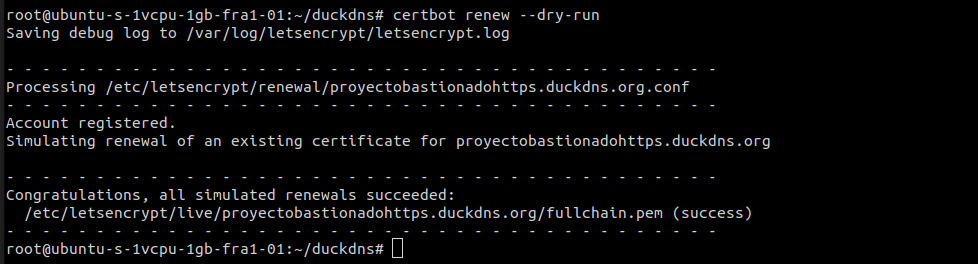 root@ubuntu-s-1vcpu-1gb-fra1-01:~/duckdns# certbot renew --dry-run
Saving debug log to /var/log/letsencrypt/letsencrypt.log
- - - - - - - - - - - - - - - - - - - - - - - - - - - - - - - - - - - - - - - -
Processing /etc/letsencrypt/renewal/proyectobastionadohttps.duckdns.org.conf
- - - - - - - - - - - - - - - - - - - - - - - - - - - - - - - - - - - - - - - -
Account registered.
Simulating renewal of an existing certificate for proyectobastionadohttps.duckdns.org
- - - - - - - - - - - - - - - - - - - - - - - - - - - - - - - - - - - - - - - -
Congratulations, all simulated renewals succeeded:
  /etc/letsencrypt/live/proyectobastionadohttps.duckdns.org/fullchain.pem (success)
- - - - - - - - - - - - - - - - - - - - - - - - - - - - - - - - - - - - - - - -
root@ubuntu-s-1vcpu-1gb-fra1-01:~/duckdns#